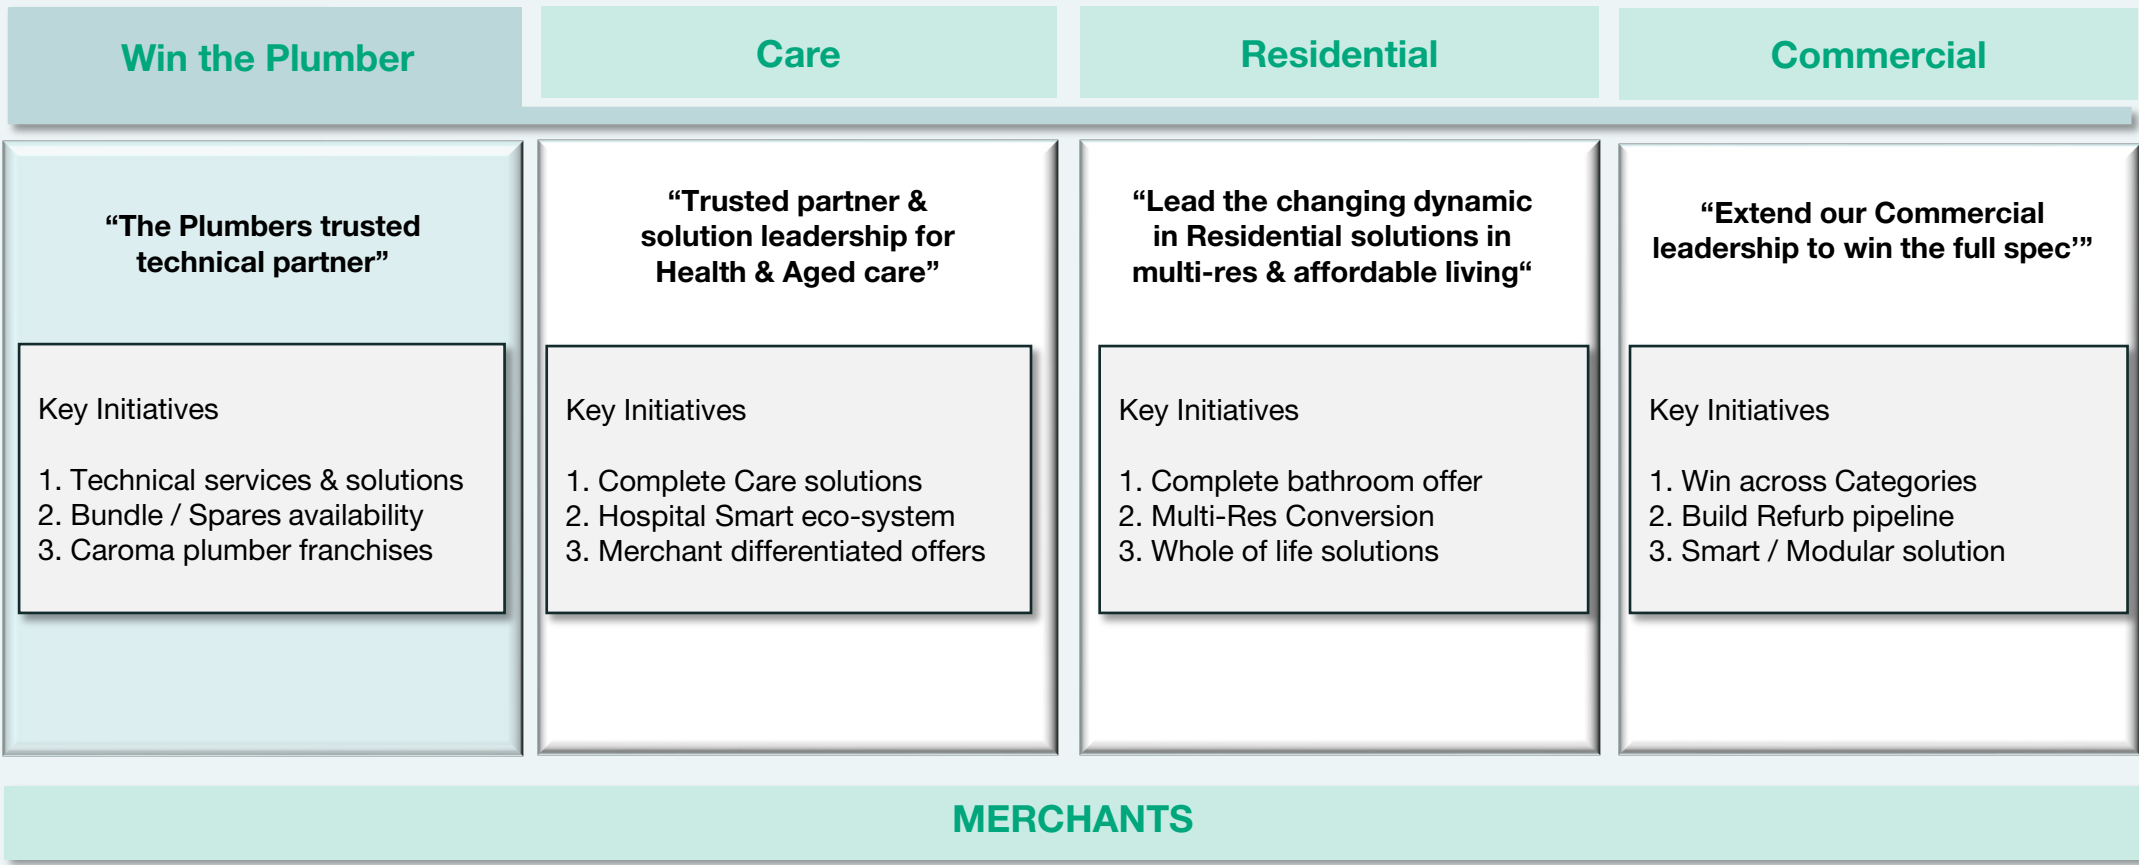 Win the Plumber
Care
Residential
Commercial
“The Plumbers trusted
technical partner”
Key Initiatives
1. Technical services & solutions
2. Bundle / Spares availability
3. Caroma plumber franchises
“Trusted partner &
solution leadership for
Health & Aged care”
Key Initiatives
1. Complete Care solutions
2. Hospital Smart eco-system
3. Merchant differentiated offers
“Lead the changing dynamic
in Residential solutions in
multi-res & affordable living“
Key Initiatives
1. Complete bathroom offer
2. Multi-Res Conversion
3. Whole of life solutions
“Extend our Commercial
leadership to win the full spec’”
Key Initiatives
1. Win across Categories
2. Build Refurb pipeline
3. Smart / Modular solution
MERCHANTS